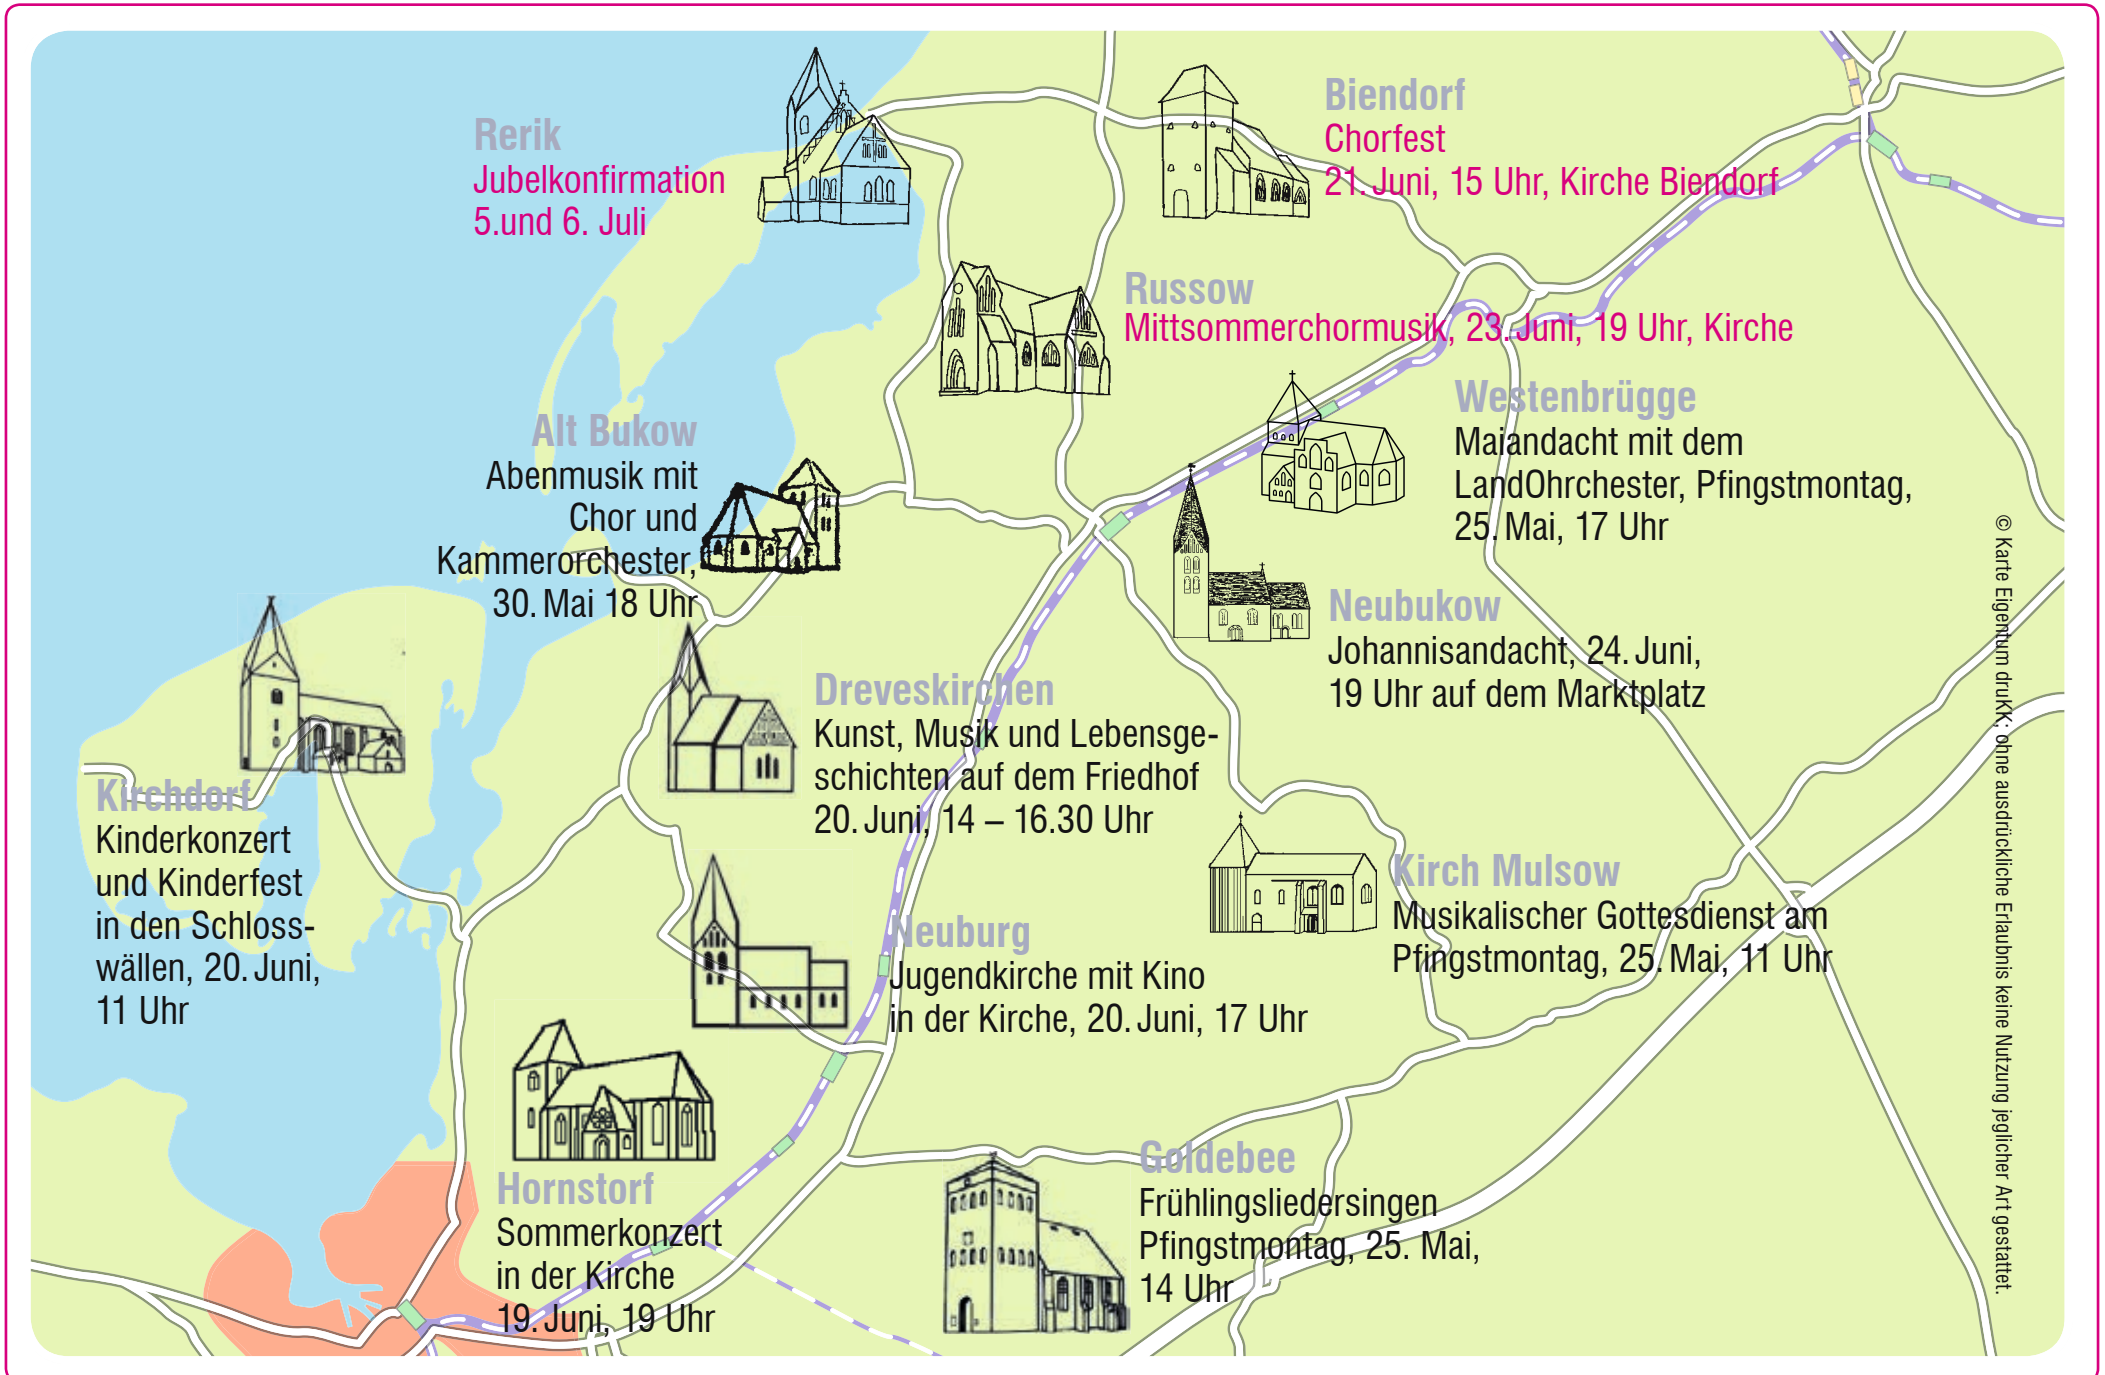 Rerik
Jubelkonfirmation
5.und 6. Juli
Biendorf
Chorfest
21. Juni, 15 Uhr, Kirche Biendorf
Russow
Mittsommerchormusik, 23. Juni, 19 Uhr, Kirche
Westenbrügge
Maiandacht mit dem
LandOhrchester, Pfingstmontag,
25. Mai, 17 Uhr
Alt Bukow
Abenmusik mit
Chor und
Kammerorchester,
30. Mai 18 Uhr
Neubukow
Johannisandacht, 24. Juni,
19 Uhr auf dem Marktplatz
Dreveskirchen
Kunst, Musik und Lebensge-
schichten auf dem Friedhof
20. Juni, 14 – 16.30 Uhr
Kirchdorf
Kinderkonzert
und Kinderfest
in den Schloss-
wällen, 20. Juni,
11 Uhr
Kirch Mulsow
Musikalischer Gottesdienst am
Pfingstmontag, 25. Mai, 11 Uhr
Neuburg
Jugendkirche mit Kino
in der Kirche, 20. Juni, 17 Uhr
Hornstorf
Sommerkonzert
in der Kirche
19. Juni, 19 Uhr
Goldebee
Frühlingsliedersingen
Pfingstmontag, 25. Mai,
14 Uhr
© Karte Eigentum druKK; ohne ausdrückliche Erlaubnis keine Nutzung jeglicher Art gestattet.